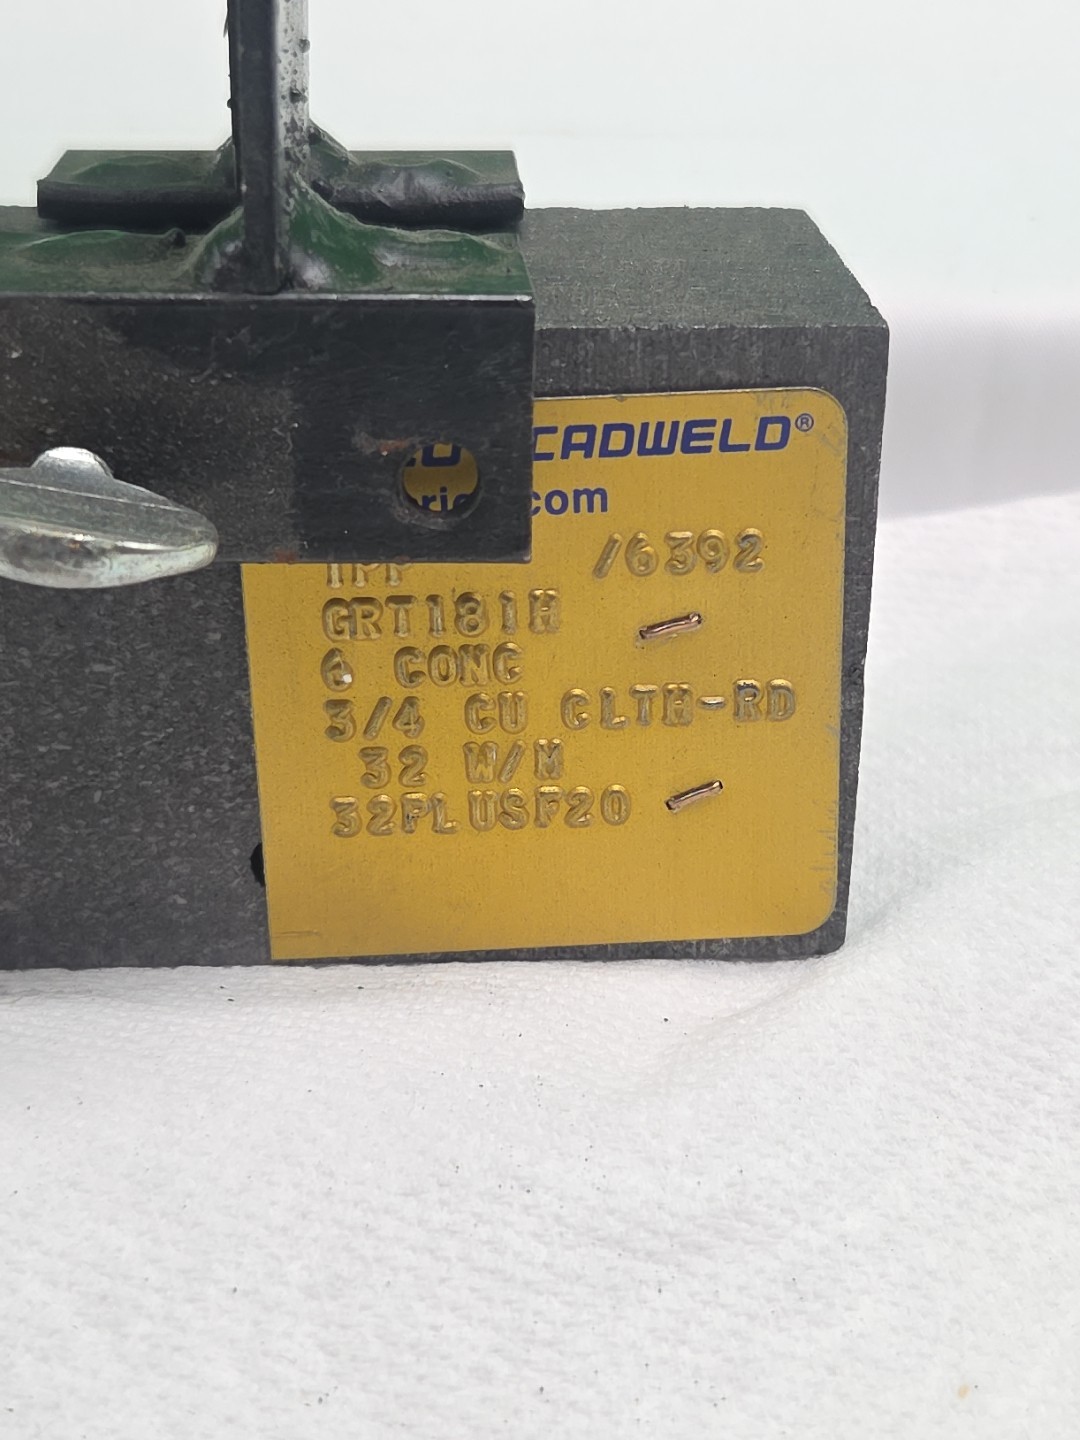 CADWELD®
.com
/6392
GRT181H
6 CONC
3/4 CU CLTH-RD
32 W/M
32PLUSF20